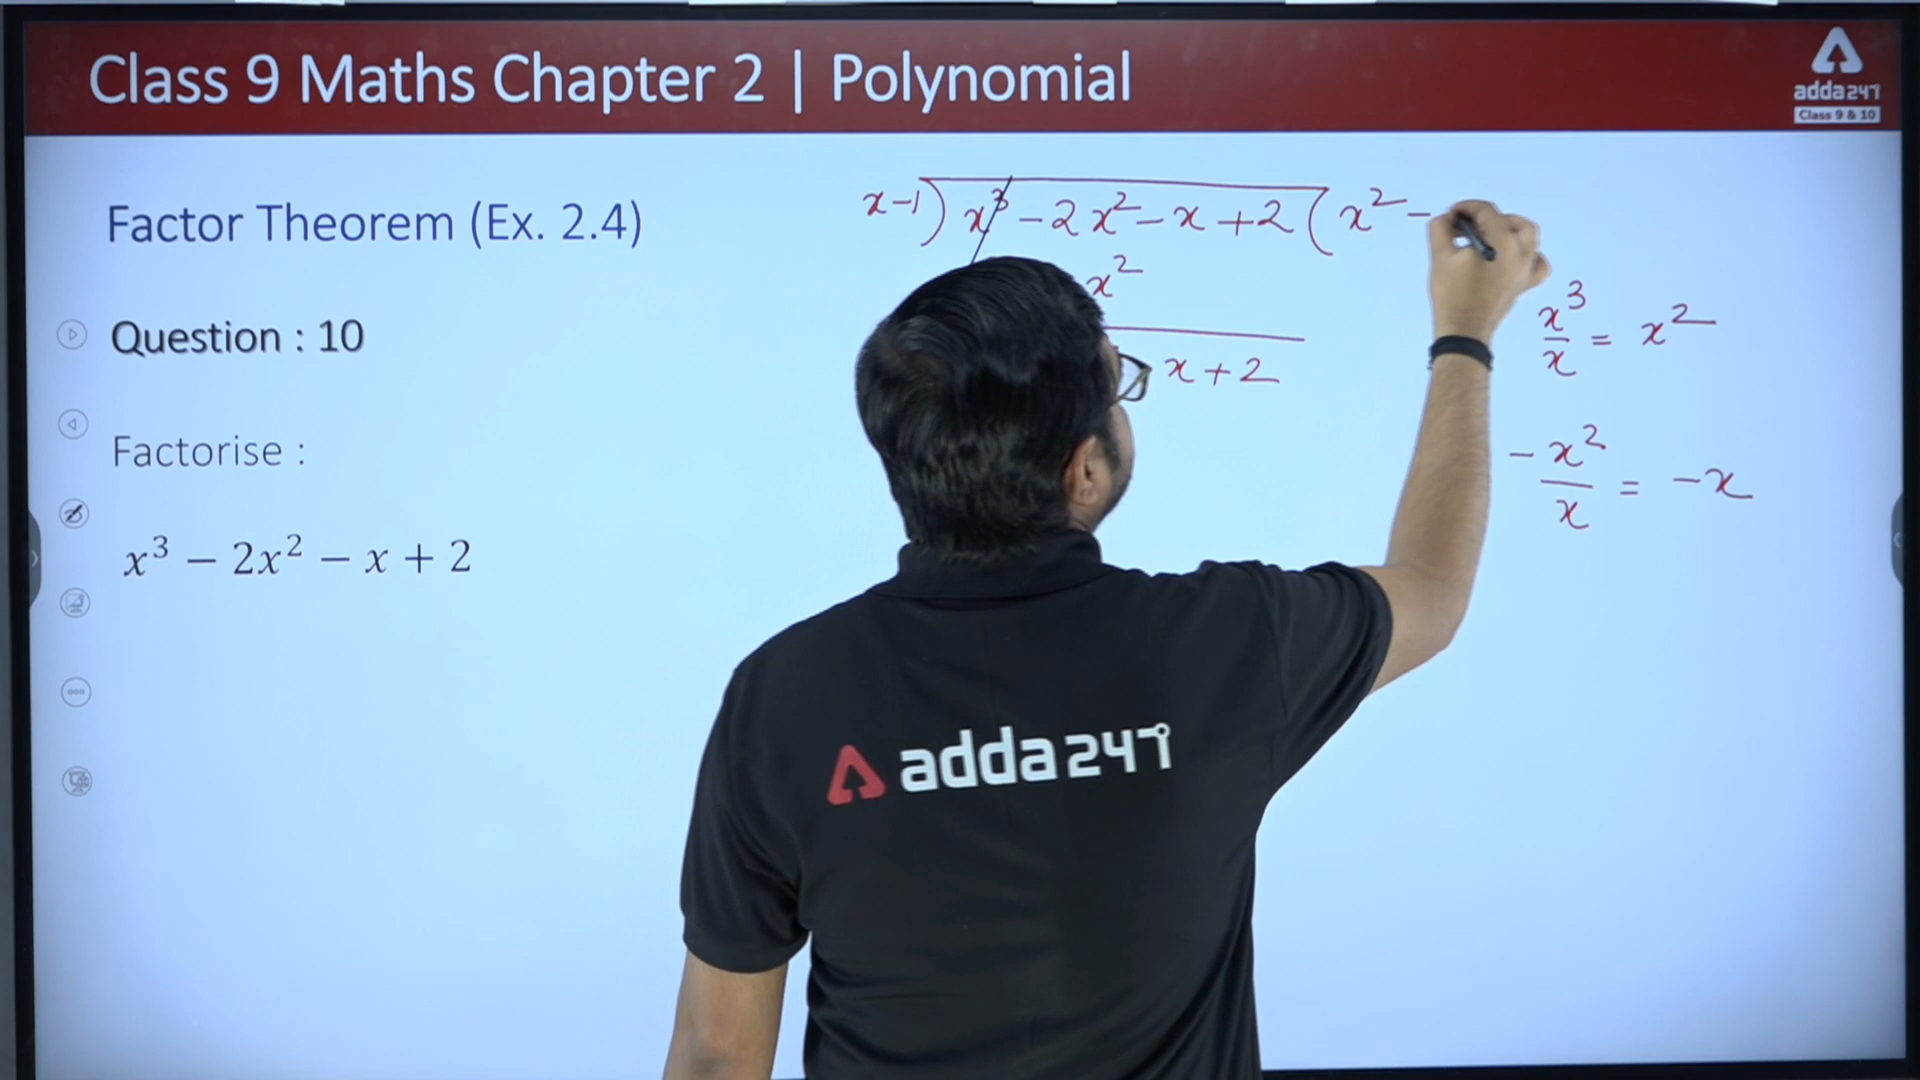 Class 9 Maths Chapter 2 | Polynomial
adda247
Class 9 & 10
Factor Theorem (Ex. 2.4)
Question : 10
Factorise :
x³ − 2x² − x + 2
x-1) x³ - 2x² - x + 2 ( x² -
x²
x + 2
x³/x = x²
-x²/x = -x
adda247